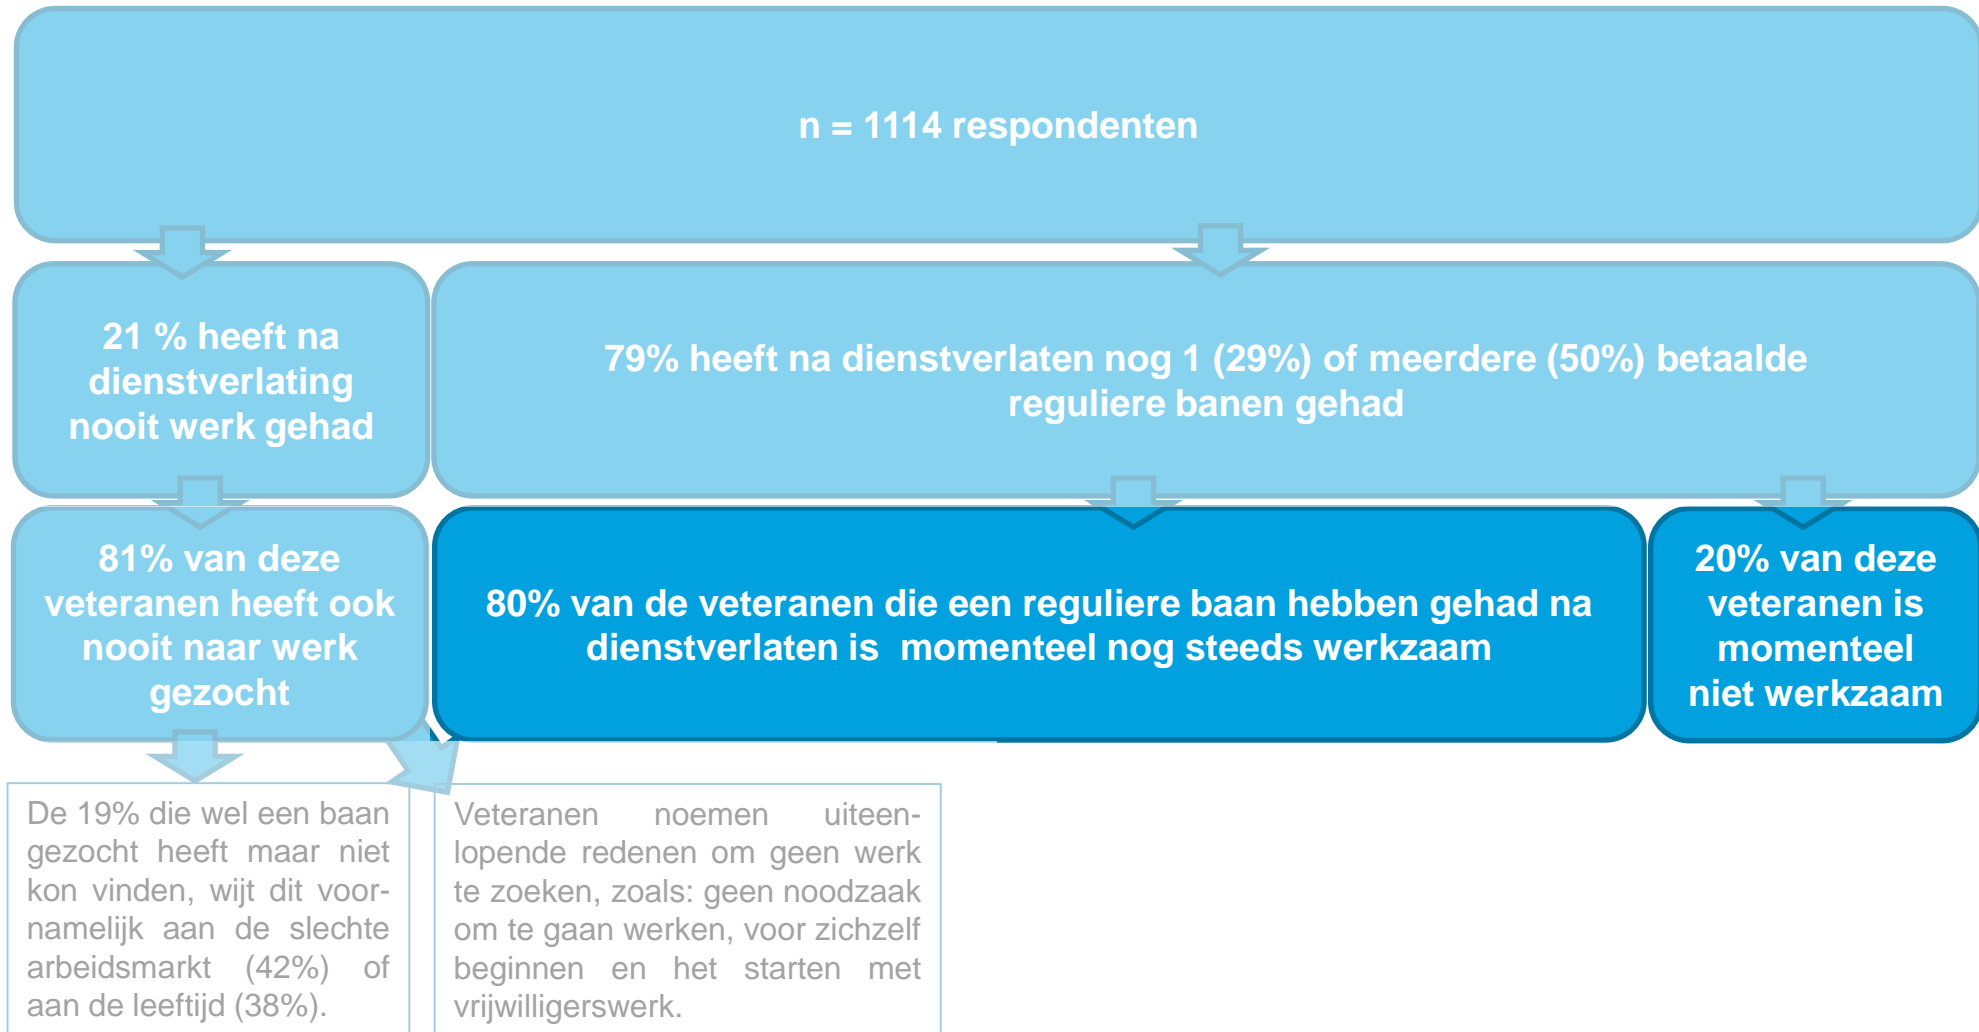 n = 1114 respondenten
21 % heeft na
dienstverlating
nooit werk gehad
79% heeft na dienstverlaten nog 1 (29%) of meerdere (50%) betaalde
reguliere banen gehad
81% van deze
veteranen heeft ook
nooit naar werk
gezocht
80% van de veteranen die een reguliere baan hebben gehad na
dienstverlaten is  momenteel nog steeds werkzaam
20% van deze
veteranen is
momenteel
niet werkzaam
De 19% die wel een baan
gezocht heeft maar niet
kon vinden, wijt dit voor-
namelijk aan de slechte
arbeidsmarkt (42%) of
aan de leeftijd (38%).
Veteranen noemen uiteen-
lopende redenen om geen werk
te zoeken, zoals: geen noodzaak
om te gaan werken, voor zichzelf
beginnen en het starten met
vrijwilligerswerk.